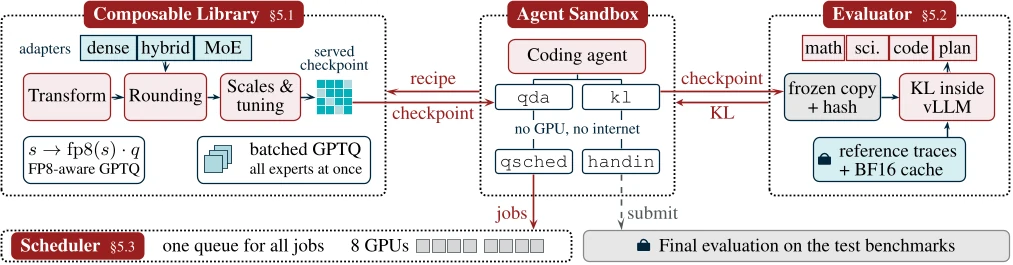 Composable Library §5.1
adapters dense hybrid MoE
served
checkpoint
Transform
Rounding
Scales &
tuning
s → fp8(s) · q
FP8-aware GPTQ
batched GPTQ
all experts at once
recipe
checkpoint
Agent Sandbox
Coding agent
qda
kl
no GPU, no internet
qsched
handin
checkpoint
KL
Evaluator §5.2
math sci. code plan
frozen copy
+ hash
KL inside
vLLM
reference traces
+ BF16 cache
jobs
submit
Scheduler §5.3 one queue for all jobs 8 GPUs
Final evaluation on the test benchmarks